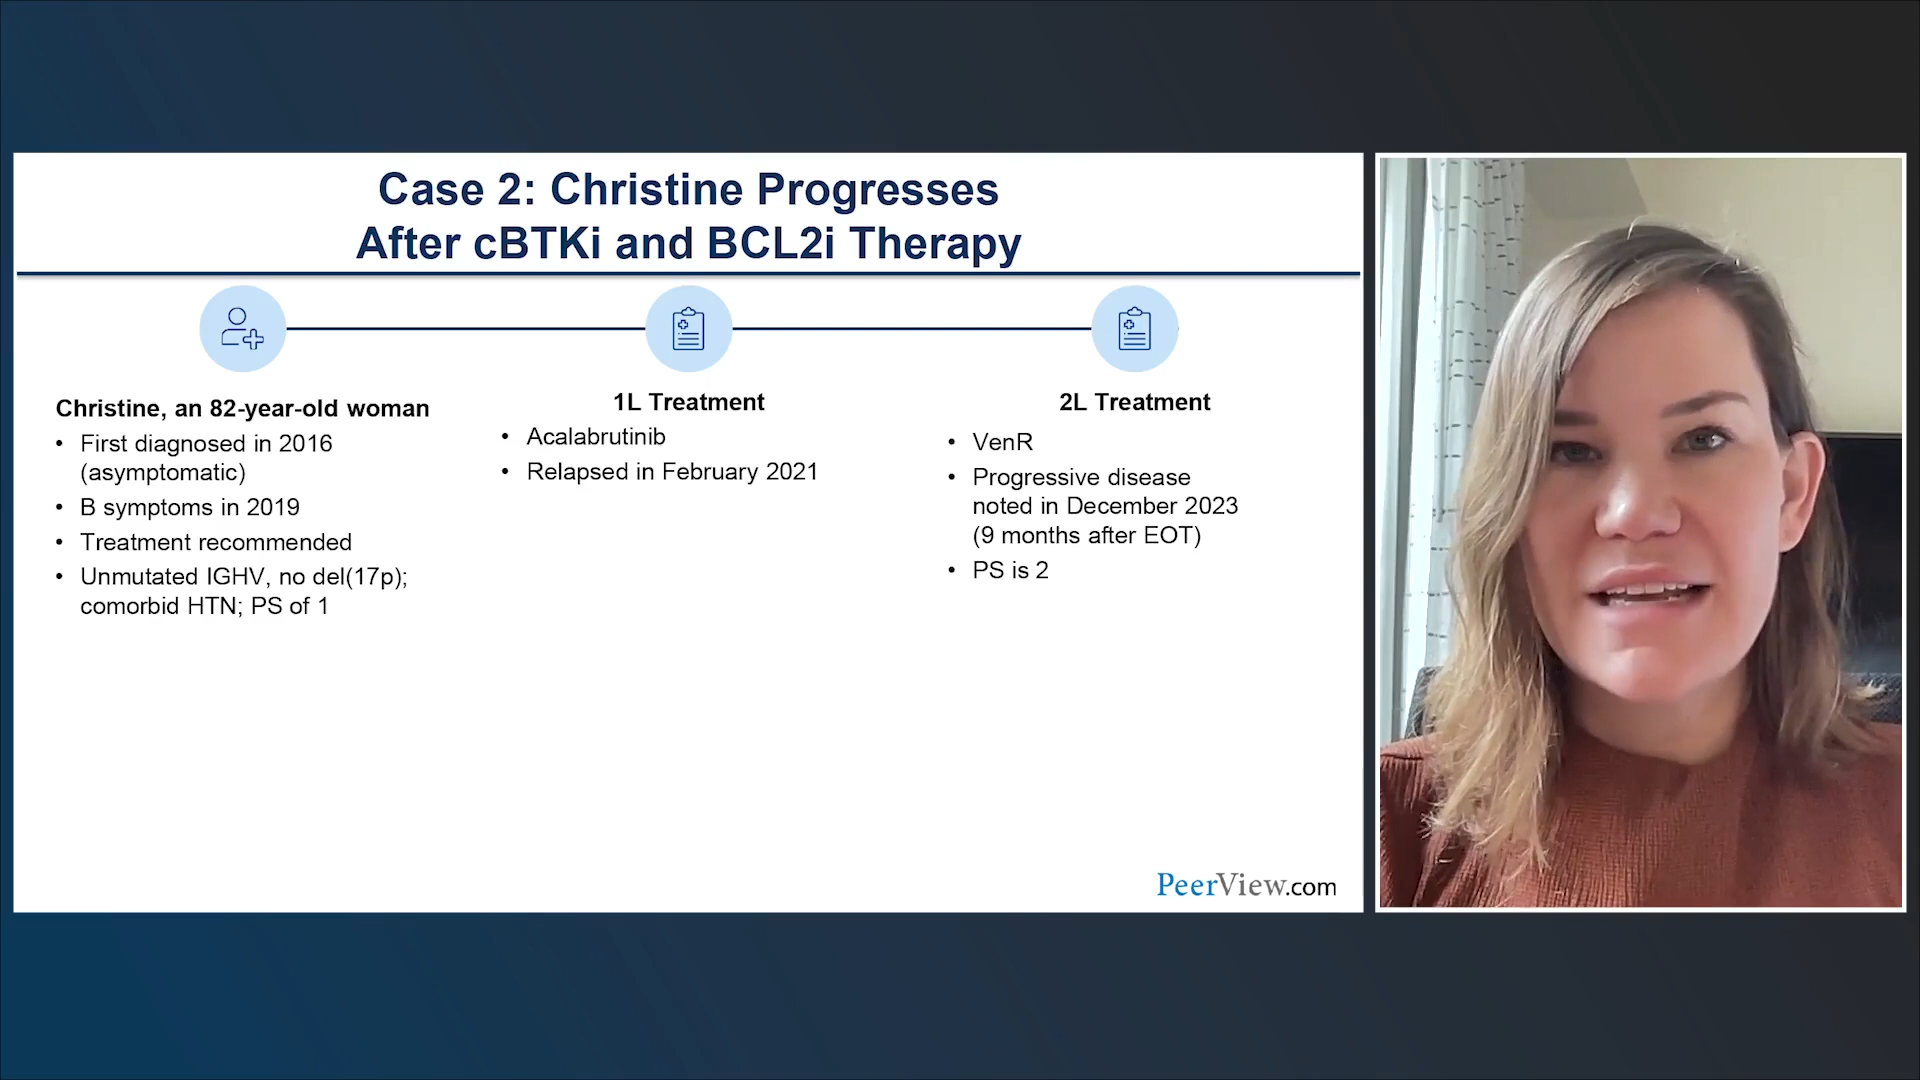 Case 2: Christine Progresses
After cBTKi and BCL2i Therapy
Christine, an 82-year-old woman
• First diagnosed in 2016
(asymptomatic)
• B symptoms in 2019
• Treatment recommended
• Unmutated IGHV, no del(17p);
comorbid HTN; PS of 1
1L Treatment
• Acalabrutinib
• Relapsed in February 2021
2L Treatment
• VenR
• Progressive disease
noted in December 2023
(9 months after EOT)
• PS is 2
PeerView.com